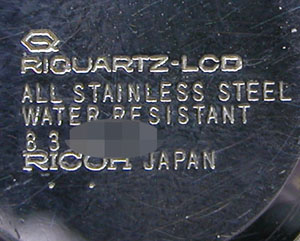 RIQUARTZ-LCD
ALL STAINLESS STEEL
WATER RESISTANT
8 3
RICOH JAPAN